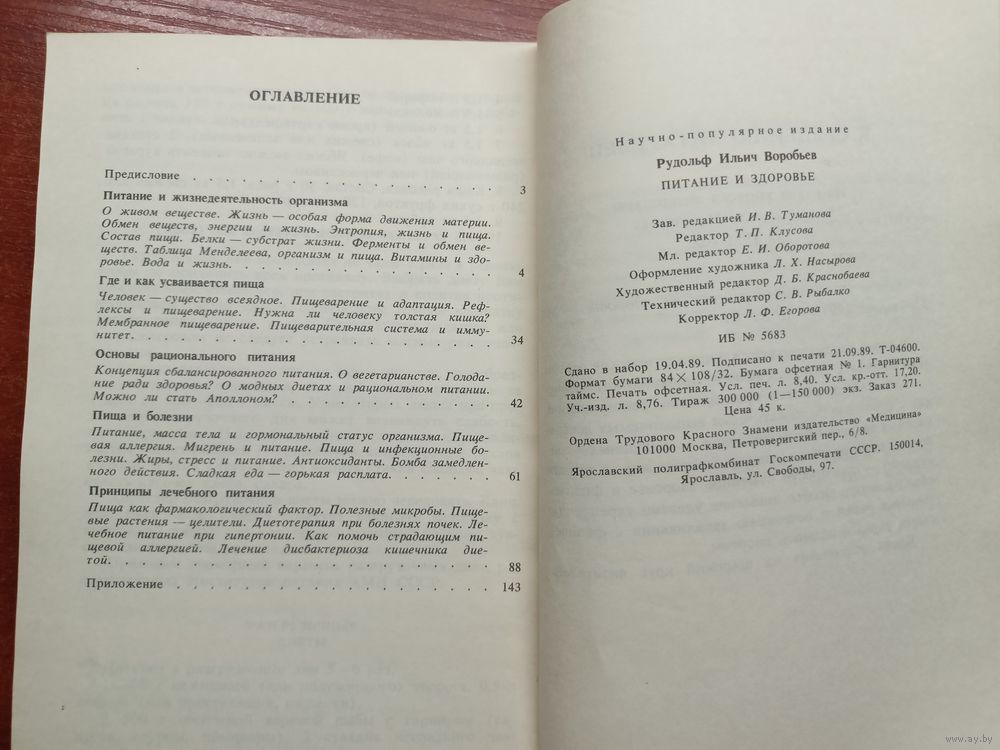 ОГЛАВЛЕНИЕ
Предисловие . . . . . . . . . . . . . . . . . . 3
Питание и жизнедеятельность организма
О живом веществе. Жизнь — особая форма движения материи.
Обмен веществ, энергии и жизнь. Энтропия, жизнь и пища.
Состав пищи. Белки — субстрат жизни. Ферменты и обмен ве-
ществ. Таблица Менделеева, организм и пища. Витамины и здо-
ровье. Вода и жизнь. . . . . . . . . . . . . . . 4
Где и как усваивается пища
Человек — существо всеядное. Пищеварение и адаптация. Реф-
лексы и пищеварение. Нужна ли человеку толстая кишка?
Мембранное пищеварение. Пищеварительная система и имму-
нитет. . . . . . . . . . . . . . . . . . . . 34
Основы рационального питания
Концепция сбалансированного питания. О вегетарианстве. Голода-
ние ради здоровья? О модных диетах и рациональном питании.
Можно ли стать Аполлоном? . . . . . . . . . . . . 42
Пища и болезни
Питание, масса тела и гормональный статус организма. Пище-
вая аллергия. Мигрень и питание. Пища и инфекционные бо-
лезни. Жиры, стресс и питание. Антиоксиданты. Бомба замедлен-
ного действия. Сладкая еда — горькая расплата. . . . . . . 61
Принципы лечебного питания
Пища как фармакологический фактор. Полезные микробы. Пище-
вые растения — целители. Диетотерапия при болезнях почек. Ле-
чебное питание при гипертонии. Как помочь страдающим пи-
щевой аллергией. Лечение дисбактериоза кишечника дие-
той. . . . . . . . . . . . . . . . . . . . . 88
Приложение . . . . . . . . . . . . . . . . . . 143
Научно-популярное издание
Рудольф Ильич Воробьев
ПИТАНИЕ И ЗДОРОВЬЕ
Зав. редакцией И. В. Туманова
Редактор Т. П. Клусова
Мл. редактор Е. И. Оборотова
Оформление художника Л. Х. Насырова
Художественный редактор Д. Б. Краснобаева
Технический редактор С. В. Рыбалко
Корректор Л. Ф. Егорова
ИБ № 5683
Сдано в набор 19.04.89. Подписано к печати 21.09.89. Т-04600.
Формат бумаги 84 × 108/32. Бумага офсетная № 1. Гарнитура
таймс. Печать офсетная. Усл. печ. л. 8,40. Усл. кр.-отт. 17,20.
Уч.-изд. л. 8,76. Тираж 300 000 (1—150 000) экз. Заказ 271.
Цена 45 к.
Ордена Трудового Красного Знамени издательство «Медицина»
101000 Москва, Петроверигский пер., 6/8.
Ярославский полиграфкомбинат Госкомпечати СССР. 150014,
Ярославль, ул. Свободы, 97.
www.ay.by